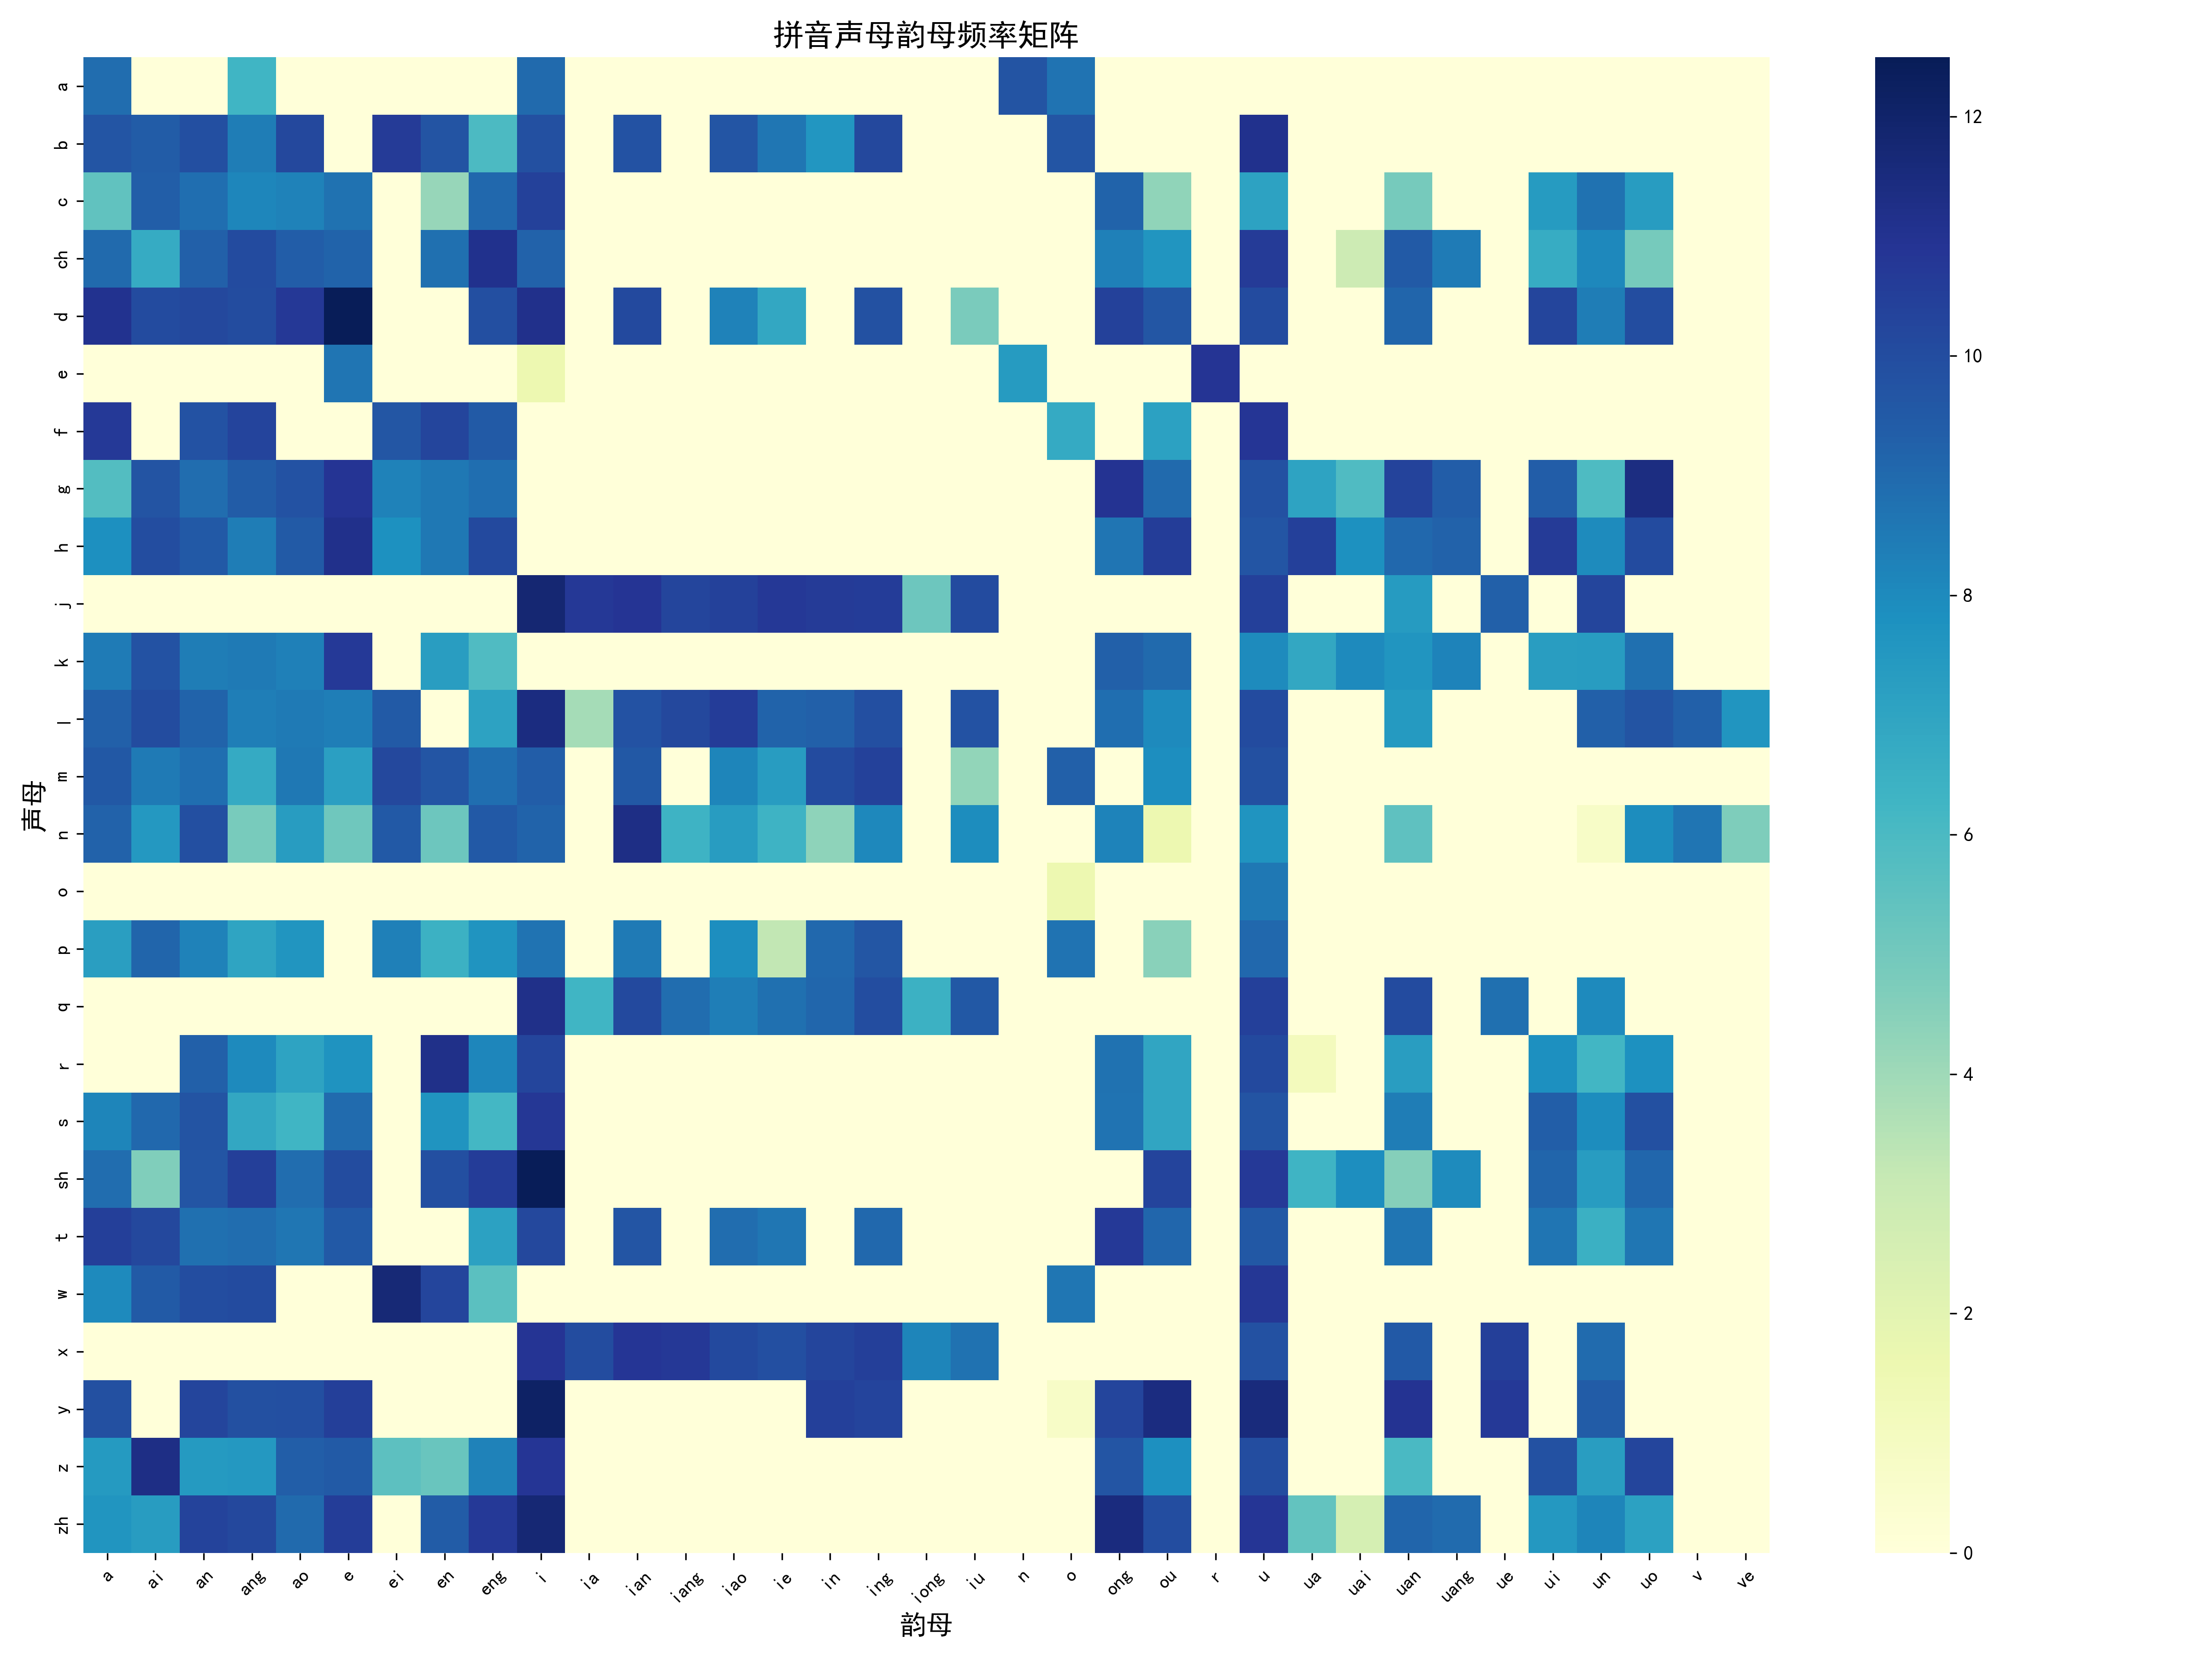 拼音声母韵母频率矩阵
声母
a
b
c
ch
d
e
f
g
h
j
k
l
m
n
o
p
q
r
s
sh
t
w
x
y
z
zh
a ai an ang ao e ei en eng i ia ian iang iao ie in ing iong iu n o ong ou r u ua uai uan uang ue ui un uo v ve
韵母
12
10
8
6
4
2
0